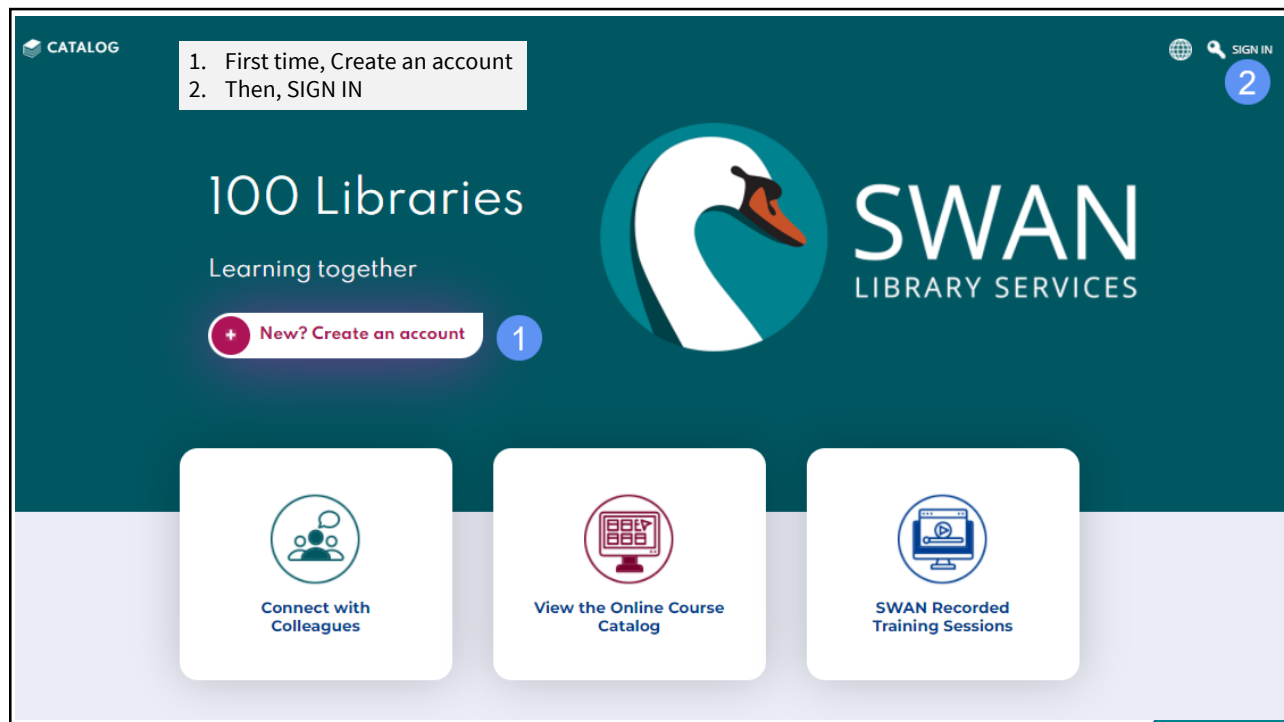 CATALOG
1. First time, Create an account
2. Then, SIGN IN
SIGN IN
2
100 Libraries
Learning together
+ New? Create an account
1
SWAN
LIBRARY SERVICES
Connect with
Colleagues
View the Online Course
Catalog
SWAN Recorded
Training Sessions